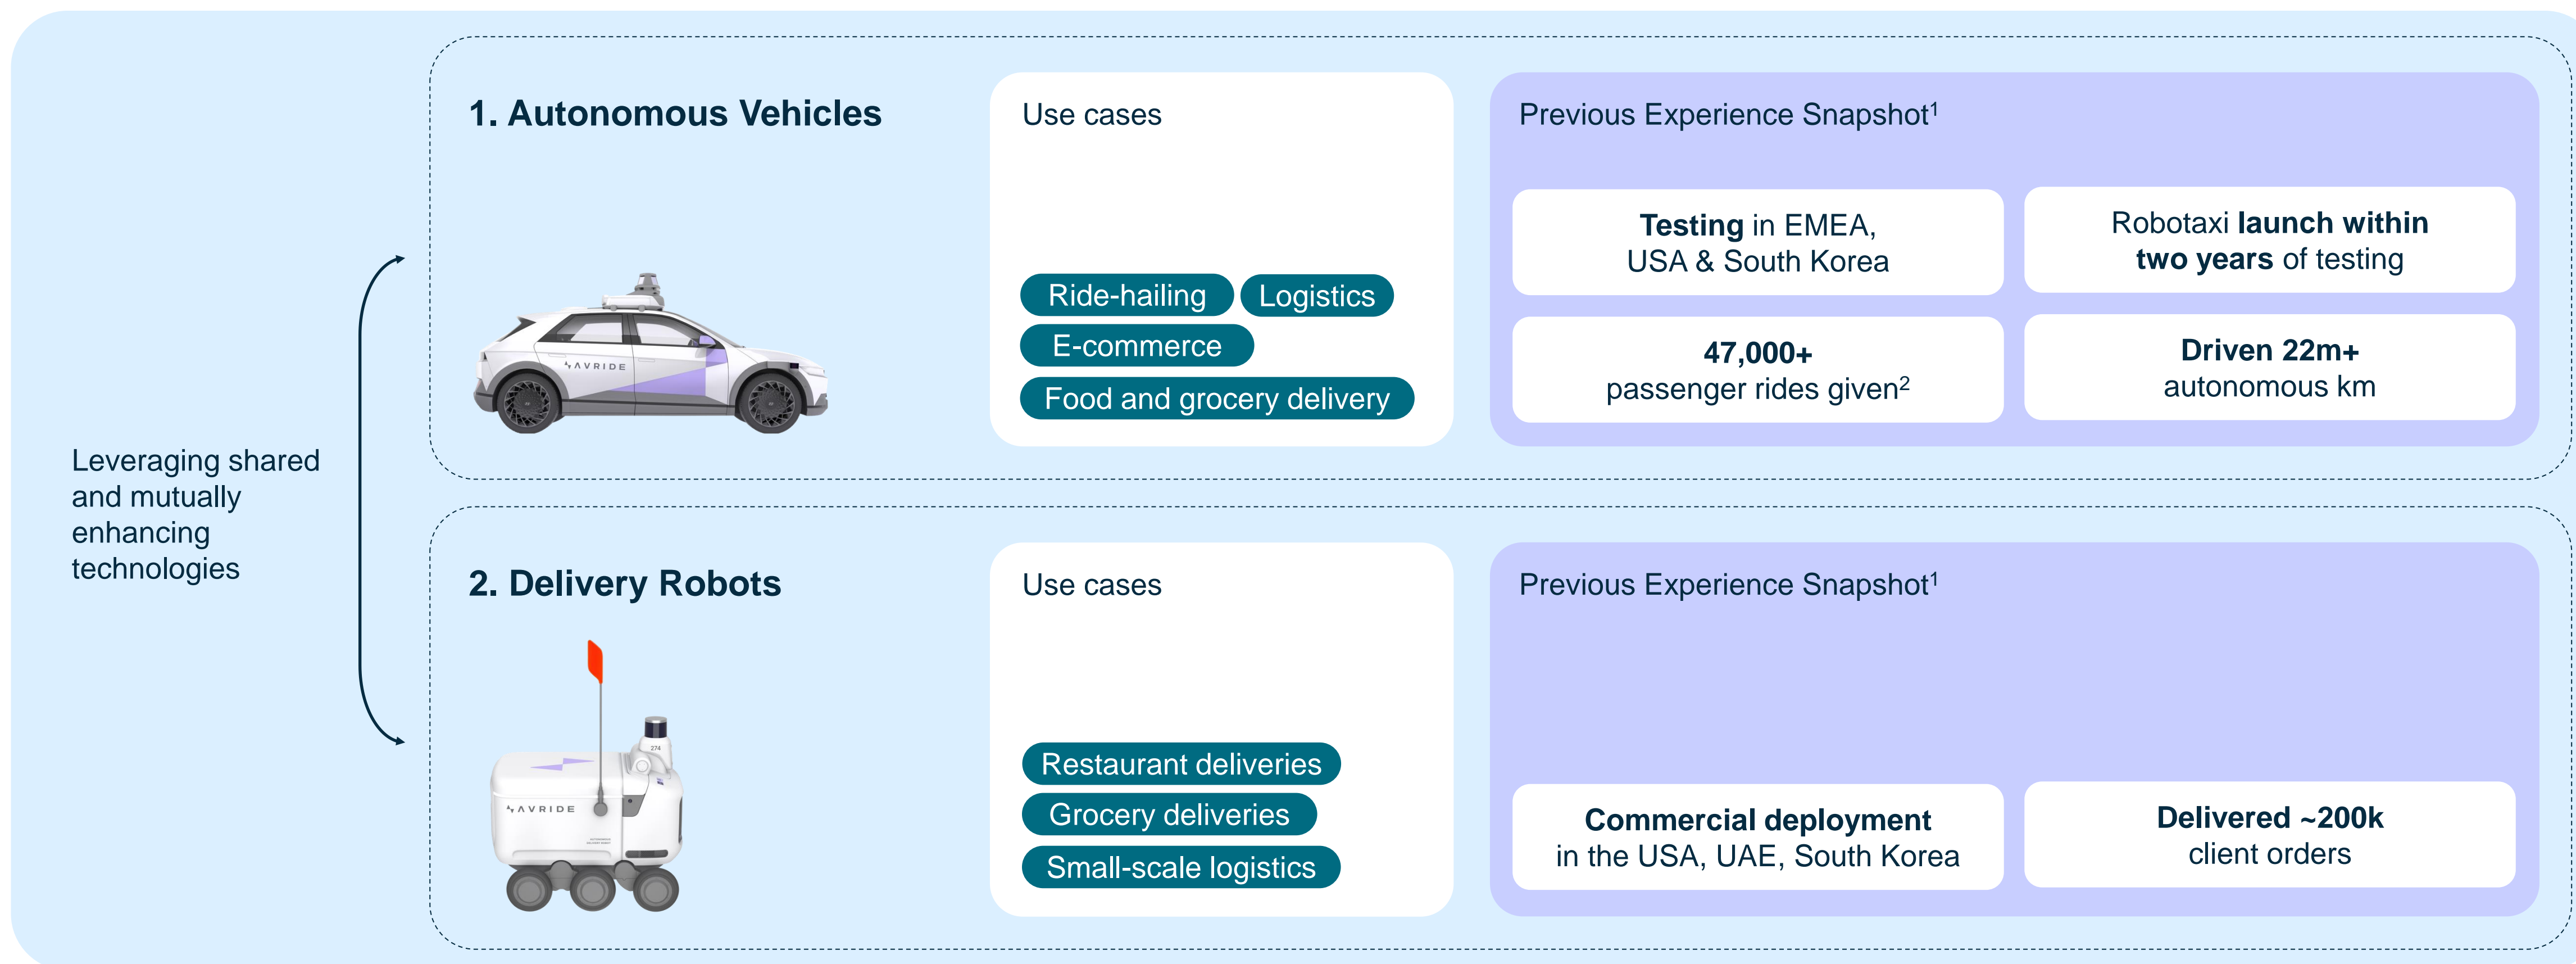 1. Autonomous Vehicles
AVRIDE
Use cases
Ride-hailing
Logistics
E-commerce
Food and grocery delivery
Previous Experience Snapshot1
Testing in EMEA,
USA & South Korea
Robotaxi launch within
two years of testing
47,000+
passenger rides given2
Driven 22m+
autonomous km
Leveraging shared
and mutually
enhancing
technologies
2. Delivery Robots
274
AVRIDE
AUTONOMOUS
DELIVERY ROBOT
Use cases
Restaurant deliveries
Grocery deliveries
Small-scale logistics
Previous Experience Snapshot1
Commercial deployment
in the USA, UAE, South Korea
Delivered ~200k
client orders